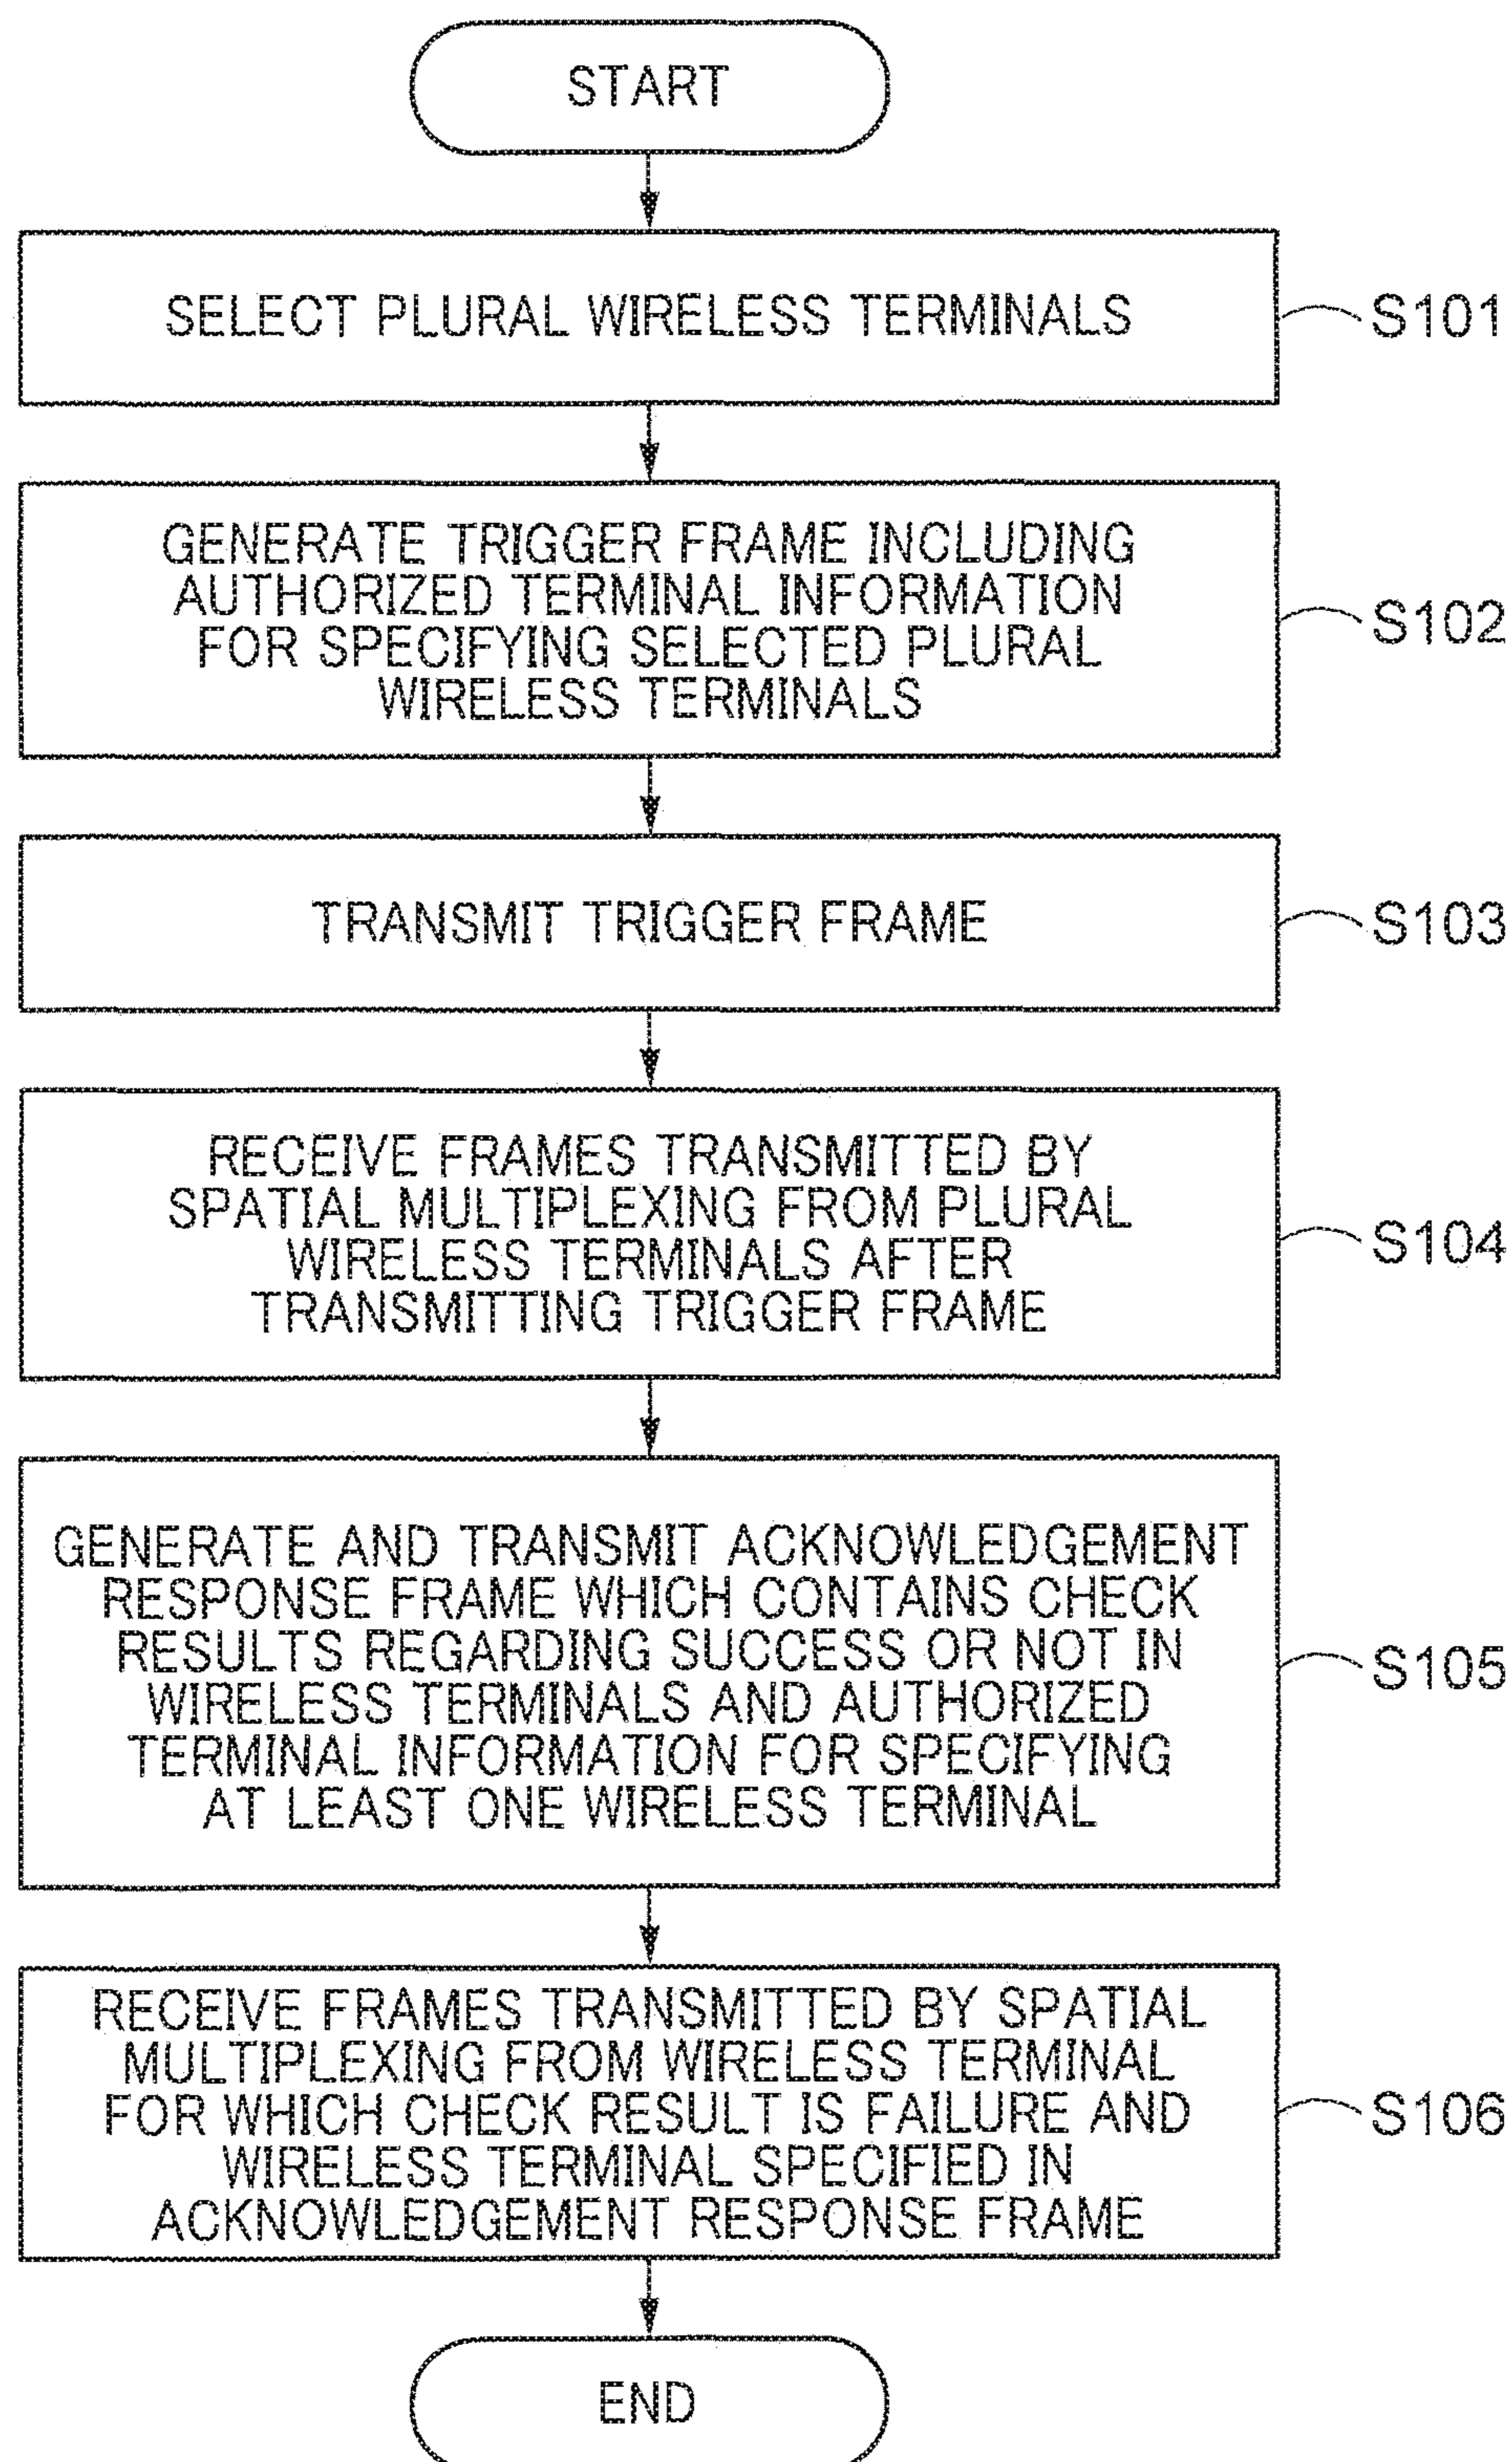 START
SELECT PLURAL WIRELESS TERMINALS
S101
GENERATE TRIGGER FRAME INCLUDING
AUTHORIZED TERMINAL INFORMATION
FOR SPECIFYING SELECTED PLURAL
WIRELESS TERMINALS
S102
TRANSMIT TRIGGER FRAME
S103
RECEIVE FRAMES TRANSMITTED BY
SPATIAL MULTIPLEXING FROM PLURAL
WIRELESS TERMINALS AFTER
TRANSMITTING TRIGGER FRAME
S104
GENERATE AND TRANSMIT ACKNOWLEDGEMENT
RESPONSE FRAME WHICH CONTAINS CHECK
RESULTS REGARDING SUCCESS OR NOT IN
WIRELESS TERMINALS AND AUTHORIZED
TERMINAL INFORMATION FOR SPECIFYING
AT LEAST ONE WIRELESS TERMINAL
S105
RECEIVE FRAMES TRANSMITTED BY SPATIAL
MULTIPLEXING FROM WIRELESS TERMINAL
FOR WHICH CHECK RESULT IS FAILURE AND
WIRELESS TERMINAL SPECIFIED IN
ACKNOWLEDGEMENT RESPONSE FRAME
S106
END